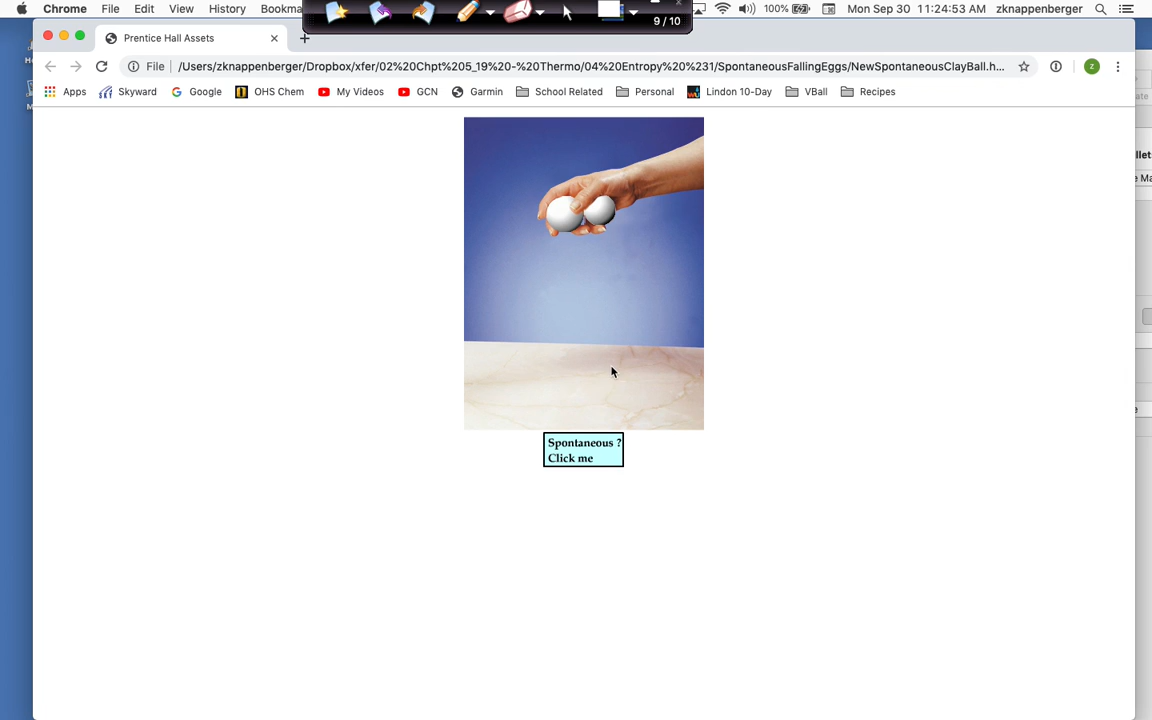 Chrome File Edit View History Bookma 100% Mon Sep 30 11:24:53 AM zknappenberger
9 / 10
Prentice Hall Assets
File /Users/zknappenberger/Dropbox/xfer/02%20Chpt%205_19%20-%20Thermo/04%20Entropy%20%231/SpontaneousFallingEggs/NewSpontaneousClayBall.h...
z
Apps Skyward Google OHS Chem My Videos GCN Garmin School Related Personal Lindon 10-Day VBall Recipes
Spontaneous ?
Click me